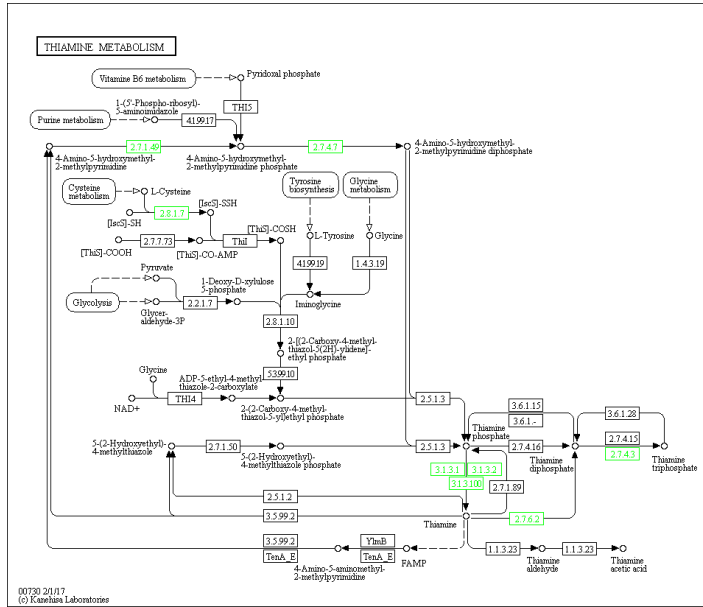 THIAMINE METABOLISM
Vitamine B6 metabolism
Pyridoxal phosphate
1-(5'-Phospho-ribosyl)-
5-aminoimidazole
THI5
Purine metabolism
4.1.99.17
2.7.1.49
2.7.4.7
4-Amino-5-hydroxymethyl-
2-methylpyrimidine
4-Amino-5-hydroxymethyl-
2-methylpyrimidine phosphate
4-Amino-5-hydroxymethyl-
2-methylpyrimidine diphosphate
Cysteine
metabolism
L-Cysteine
Tyrosine
biosynthesis
Glycine
metabolism
[IscS]-SSH
2.8.1.7
[IscS]-SH
[ThiS]-COSH
L-Tyrosine
Glycine
2.7.7.73
ThiI
[ThiS]-COOH
[ThiS]-CO-AMP
4.1.99.19
1.4.3.19
Pyruvate
1-Deoxy-D-xylulose
5-phosphate
Glycolysis
2.2.1.7
Iminoglycine
Glycer-
aldehyde-3P
2.8.1.10
2-[(2-Carboxy-4-methyl-
thiazol-5(2H)-ylidene]-
ethyl phosphate
5.3.99.10
Glycine
ADP-5-ethyl-4-methyl-
thiazole-2-carboxylate
NAD+
THI4
2-(2-Carboxy-4-methyl-
thiazol-5-yl)ethyl phosphate
2.5.1.3
3.6.1.15
3.6.1.-
3.6.1.28
Thiamine
phosphate
5-(2-Hydroxyethyl)-
4-methylthiazole
2.7.1.50
5-(2-Hydroxyethyl)-
4-methylthiazole phosphate
2.5.1.3
2.7.4.16
Thiamine
diphosphate
2.7.4.15
2.7.4.3
Thiamine
triphosphate
3.1.3.1
3.1.3.2
3.1.3.100
2.7.1.89
2.5.1.2
3.5.99.2
Thiamine
2.7.6.2
3.5.99.2
TenA_E
YlmB
TenA_E
4-Amino-5-aminomethyl-
2-methylpyrimidine
FAMP
1.1.3.23
Thiamine
aldehyde
1.1.3.23
Thiamine
acetic acid
00730 2/1/17
(c) Kanehisa Laboratories